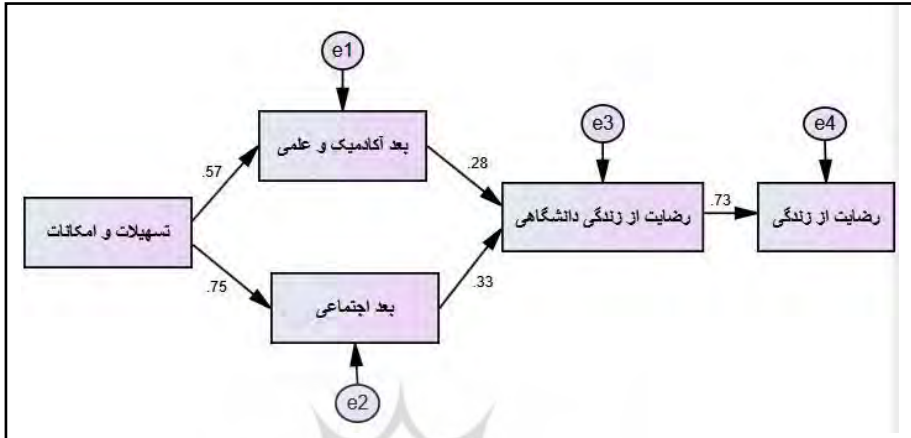 e1
بعد آکادمیک و علمی
e3
e4
.57
.28
تسهیلات و امکانات
رضایت از زندگی دانشگاهی
.73
رضایت از زندگی
.75
بعد اجتماعی
.33
e2